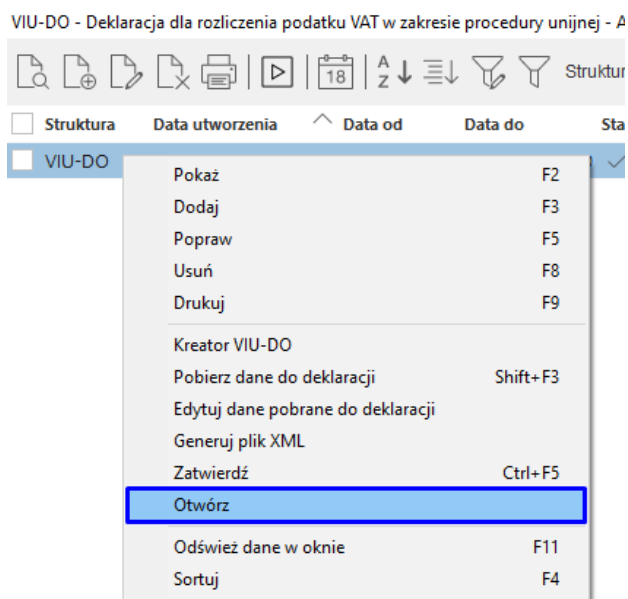 VIU-DO - Deklaracja dla rozliczenia podatku VAT w zakresie procedury unijnej - A
18 A Z Struktur
Struktura Data utworzenia Data od Data do Sta
VIU-DO
Pokaż F2
Dodaj F3
Popraw F5
Usuń F8
Drukuj F9
Kreator VIU-DO
Pobierz dane do deklaracji Shift+F3
Edytuj dane pobrane do deklaracji
Generuj plik XML
Zatwierdź Ctrl+F5
Otwórz
Odśwież dane w oknie F11
Sortuj F4